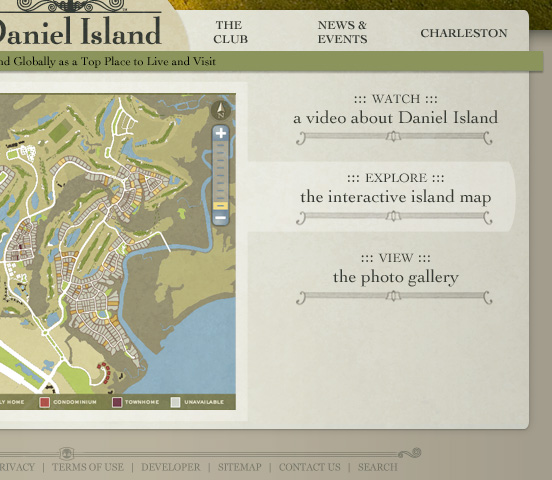 Daniel Island
THE
CLUB
NEWS &
EVENTS
CHARLESTON
nd Globally as a Top Place to Live and Visit
::: WATCH :::
a video about Daniel Island
N
::: EXPLORE :::
the interactive island map
::: VIEW :::
the photo gallery
LY HOME CONDOMINIUM TOWNHOME UNAVAILABLE
RIVACY | TERMS OF USE | DEVELOPER | SITEMAP | CONTACT US | SEARCH